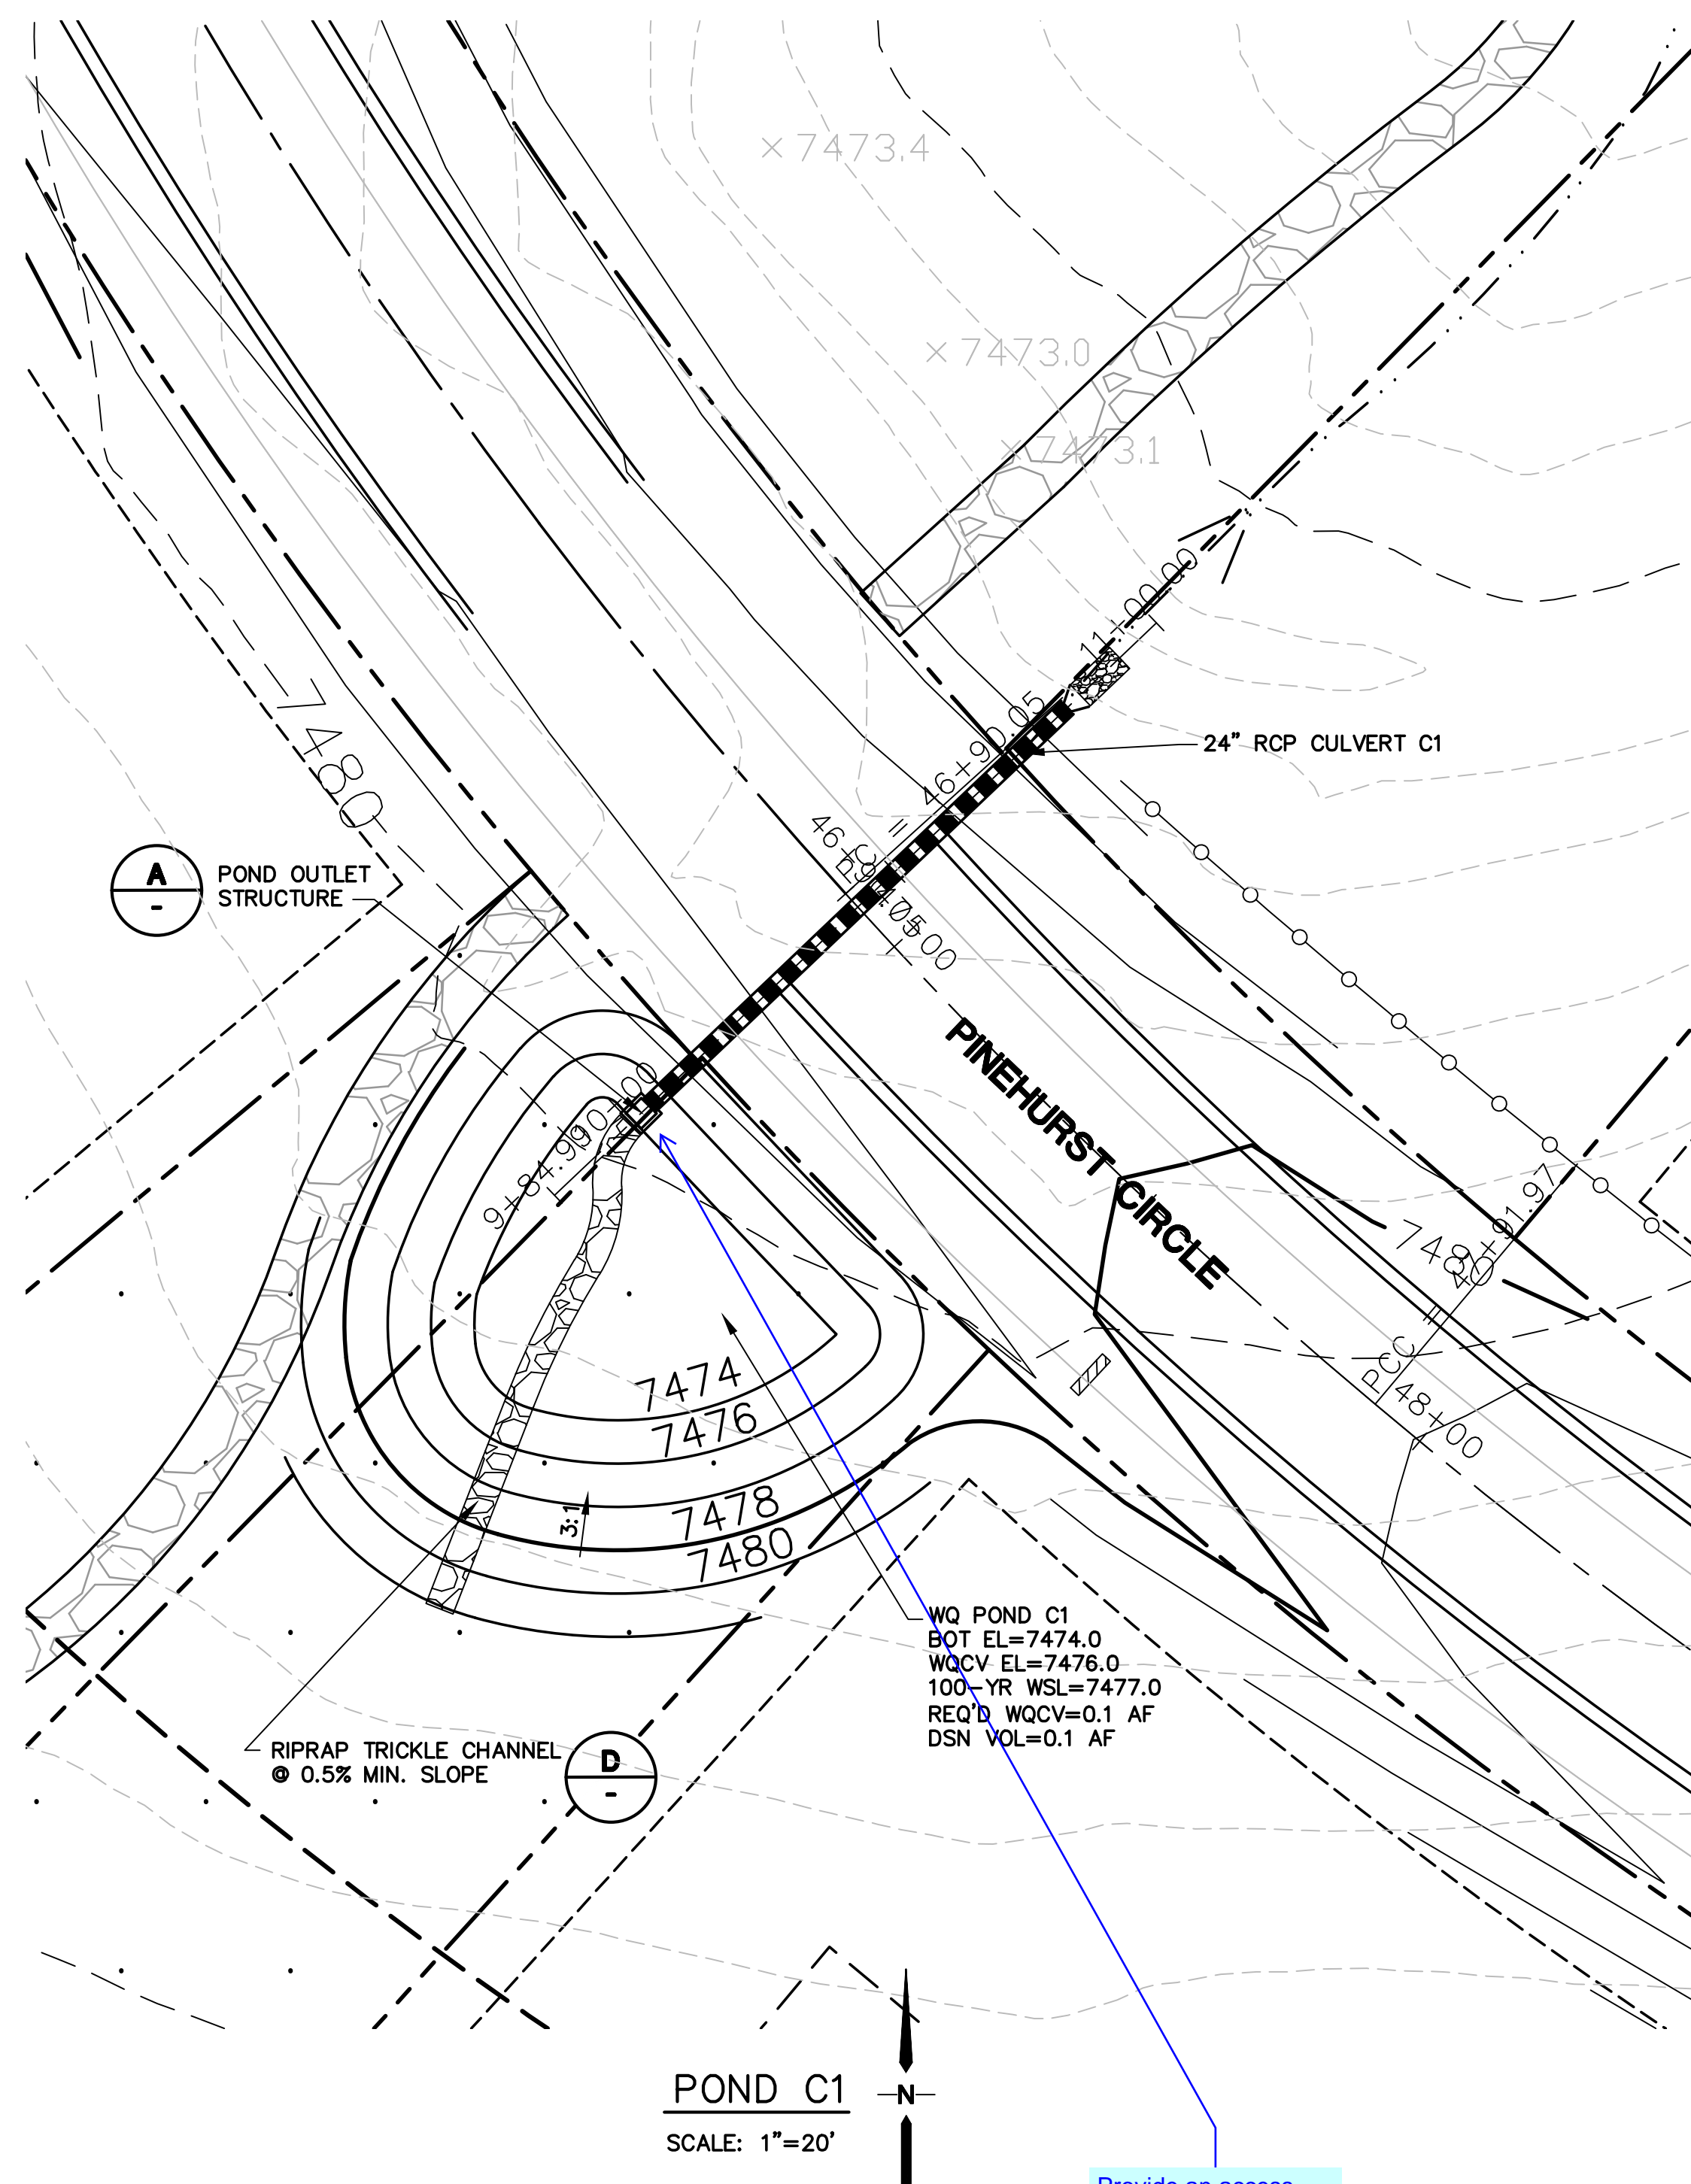 × 7473.4
× 7473.0
× 7473.1
11+00.00
24" RCP CULVERT C1
46+90.05
=
7480
A
-
POND OUTLET
STRUCTURE
PINEHURST CIRCLE
9+84.99
PCC =
48+00
7474
7476
7478
7480
3:1
WQ POND C1
BOT EL=7474.0
WQCV EL=7476.0
100-YR WSL=7477.0
REQ'D WQCV=0.1 AF
DSN VOL=0.1 AF
RIPRAP TRICKLE CHANNEL
@ 0.5% MIN. SLOPE
D
-
POND C1
N
SCALE: 1"=20'
Provide an access